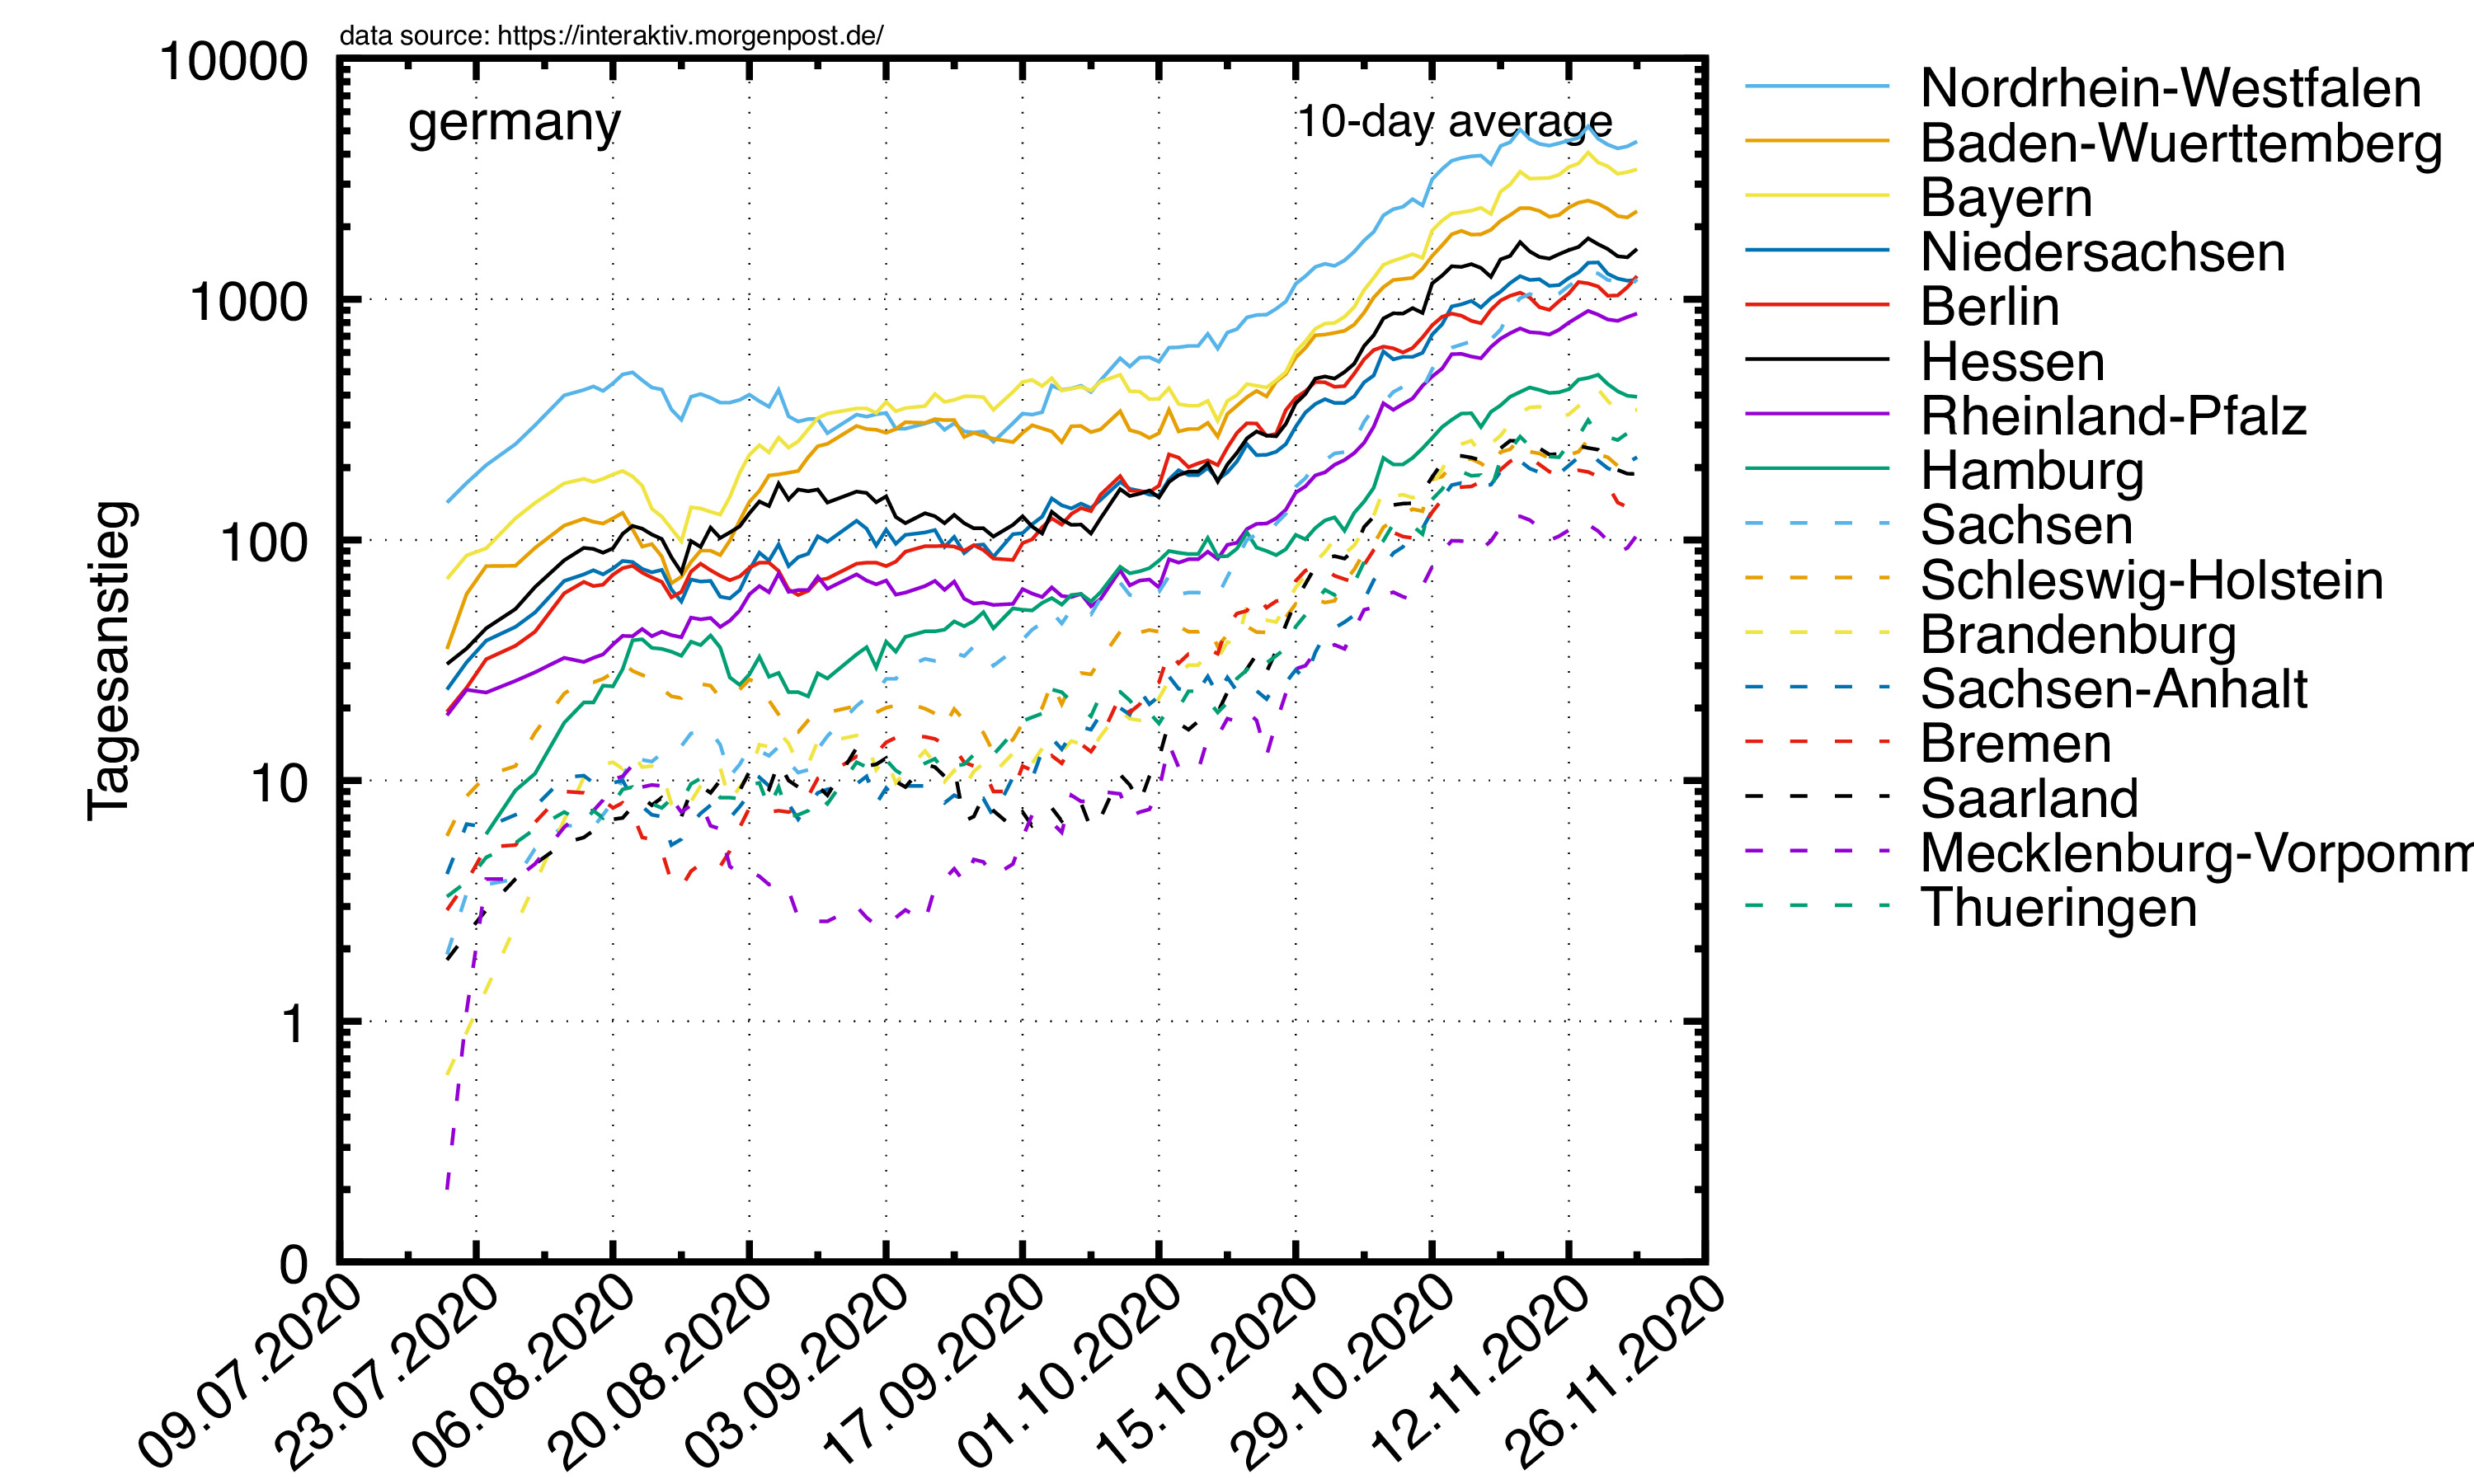 data source: https://interaktiv.morgenpost.de/
germany
10-day average
Tagesanstieg
10000
1000
100
10
1
0
09.07.2020
23.07.2020
06.08.2020
20.08.2020
03.09.2020
17.09.2020
01.10.2020
15.10.2020
29.10.2020
12.11.2020
26.11.2020
Nordrhein-Westfalen
Baden-Wuerttemberg
Bayern
Niedersachsen
Berlin
Hessen
Rheinland-Pfalz
Hamburg
Sachsen
Schleswig-Holstein
Brandenburg
Sachsen-Anhalt
Bremen
Saarland
Mecklenburg-Vorpomm
Thueringen